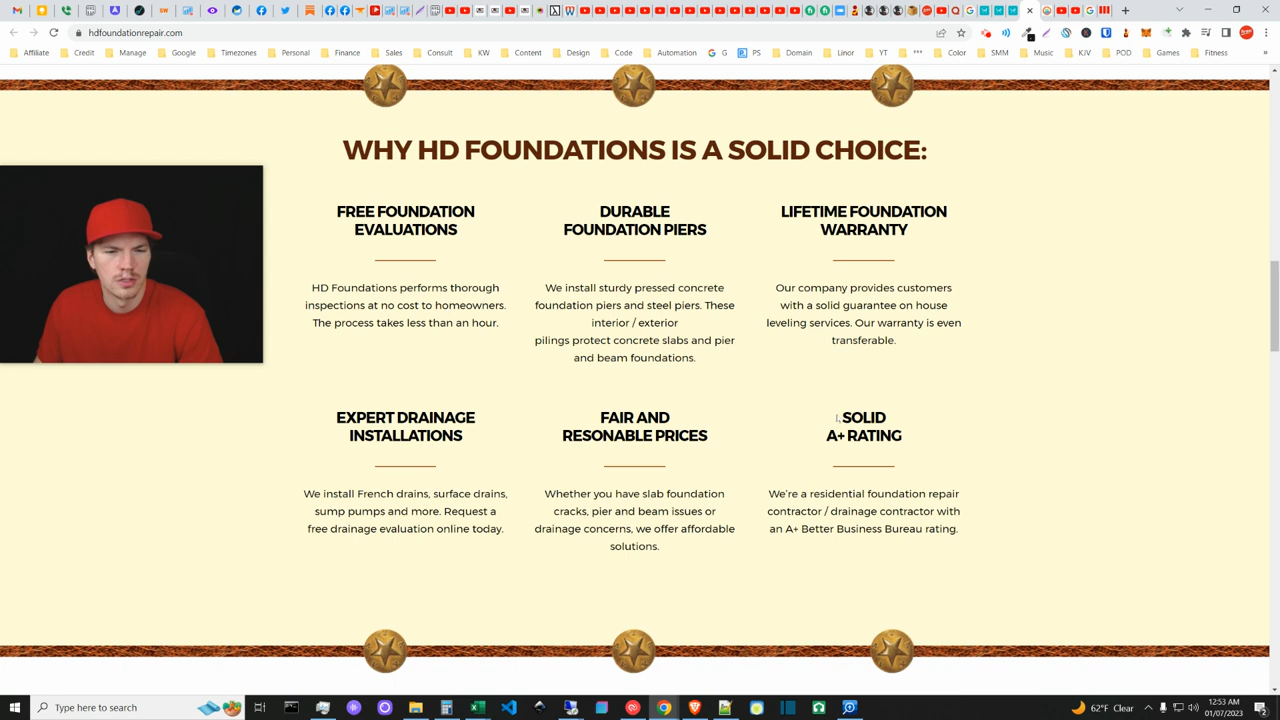 hdfoundationrepair.com
Affiliate Credit Manage Google Timezones Personal Finance Sales Consult KW Content Design Code Automation G PS Domain Linor YT *** Color SMM Music KJV POD Games Fitness »
WHY HD FOUNDATIONS IS A SOLID CHOICE:
FREE FOUNDATION
EVALUATIONS
HD Foundations performs thorough
inspections at no cost to homeowners.
The process takes less than an hour.
DURABLE
FOUNDATION PIERS
We install sturdy pressed concrete
foundation piers and steel piers. These
interior / exterior
pilings protect concrete slabs and pier
and beam foundations.
LIFETIME FOUNDATION
WARRANTY
Our company provides customers
with a solid guarantee on house
leveling services. Our warranty is even
transferable.
EXPERT DRAINAGE
INSTALLATIONS
We install French drains, surface drains,
sump pumps and more. Request a
free drainage evaluation online today.
FAIR AND
RESONABLE PRICES
Whether you have slab foundation
cracks, pier and beam issues or
drainage concerns, we offer affordable
solutions.
SOLID
A+ RATING
We're a residential foundation repair
contractor / drainage contractor with
an A+ Better Business Bureau rating.
Type here to search
62°F Clear
12:53 AM
01/07/2023